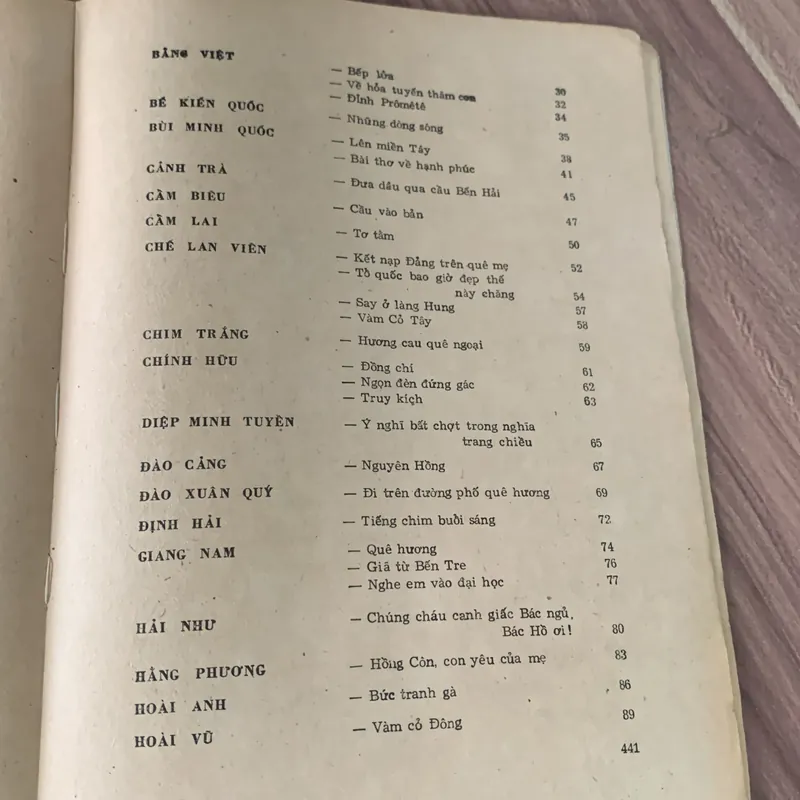 BẰNG VIỆT
— Bếp lửa 30
— Về hỏa tuyến thăm con 32
— Đỉnh Prômêtê 34
BẾ KIẾN QUỐC — Những dòng sông 35
BÙI MINH QUỐC — Lên miền Tây 38
— Bài thơ về hạnh phúc 41
CẢNH TRÀ — Đưa dâu qua cầu Bến Hải 45
CẦM BIÊU — Cầu vào bản 47
CẦM LAI — Tơ tằm 50
CHẾ LAN VIÊN — Kết nạp Đảng trên quê mẹ 52
— Tổ quốc bao giờ đẹp thế
này chăng 54
— Say ở làng Hung 57
— Vàm Cỏ Tây 58
CHIM TRẮNG — Hương cau quê ngoại 59
CHÍNH HỮU — Đồng chí 61
— Ngọn đèn đứng gác 62
— Truy kích 63
DIỆP MINH TUYỀN — Ý nghĩ bất chợt trong nghĩa
trang chiều 65
ĐÀO CẢNG — Nguyên Hồng 67
ĐÀO XUÂN QUÝ — Đi trên đường phố quê hương 69
ĐỊNH HẢI — Tiếng chim buổi sáng 72
GIANG NAM — Quê hương 74
— Giã từ Bến Tre 76
— Nghe em vào đại học 77
HẢI NHƯ — Chúng cháu canh giấc Bác ngủ,
Bác Hồ ơi! 80
HẰNG PHƯƠNG — Hồng Côn, con yêu của mẹ 83
HOÀI ANH — Bức tranh gà 86
HOÀI VŨ — Vàm cỏ Đông 89
441